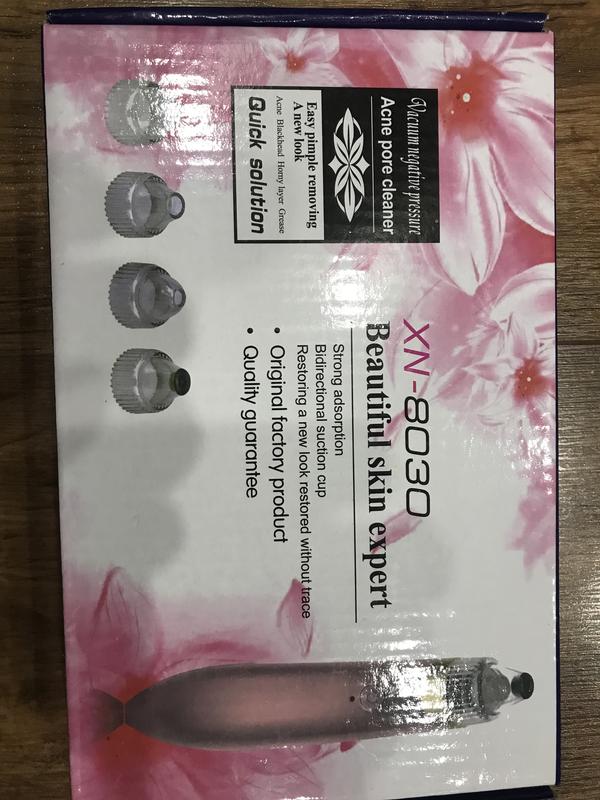 Vacuum negative pressure
Acne pore cleaner
Easy pimple removing
A new look
Acne Blackhead Horny layer Grease
Quick solution
XN-8030
Beautiful skin expert
Strong adsorption
Bidirectional suction cup
Restoring a new look restored without trace
• Original factory product
• Quality guarantee